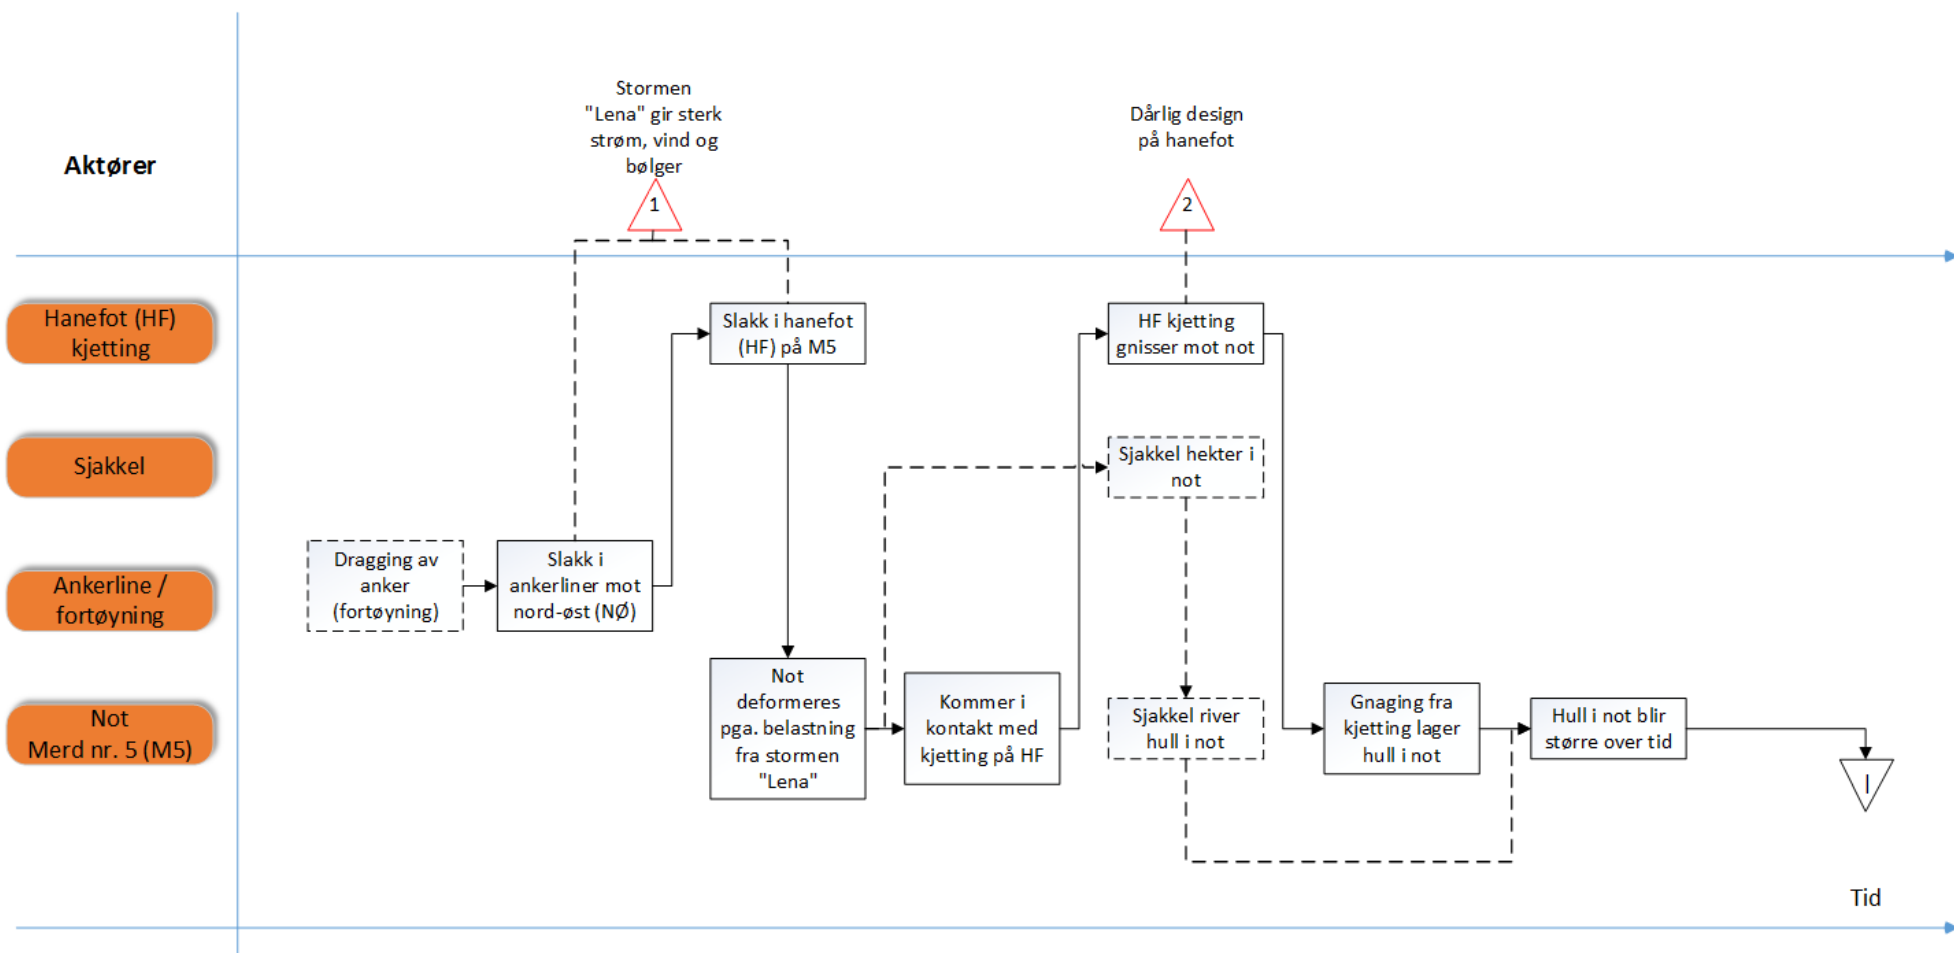 Stormen
"Lena" gir sterk
strøm, vind og
bølger
Dårlig design
på hanefot
Aktører
1
2
Hanefot (HF)
kjetting
Slakk i hanefot
(HF) på M5
HF kjetting
gnisser mot not
Sjakkel
Sjakkel hekter i
not
Ankerline /
fortøyning
Dragging av
anker
(fortøyning)
Slakk i
ankerliner mot
nord-øst (NØ)
Not
Merd nr. 5 (M5)
Not
deformeres
pga. belastning
fra stormen
"Lena"
Kommer i
kontakt med
kjetting på HF
Sjakkel river
hull i not
Gnaging fra
kjetting lager
hull i not
Hull i not blir
større over tid
I
Tid